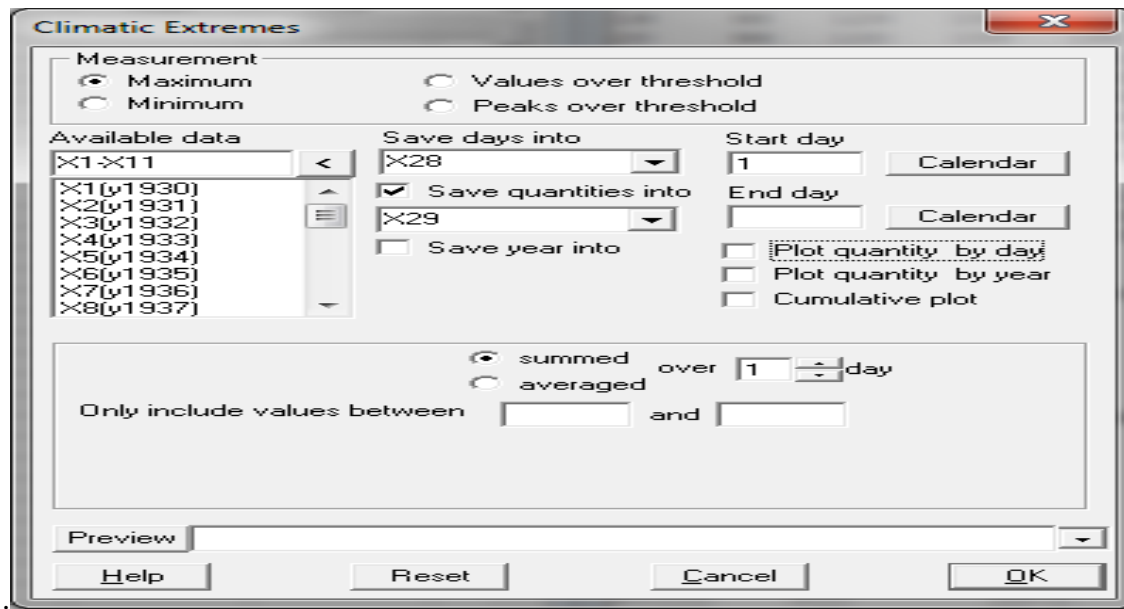 Climatic Extremes
Measurement
Maximum
Values over threshold
Minimum
Peaks over threshold
Available data
Save days into
Start day
X1-X11
<
X28
1
Calendar
X1(y1930)
X2(y1931)
X3(y1932)
X4(y1933)
X5(y1934)
X6(y1935)
X7(y1936)
X8(y1937)
Save quantities into
End day
X29
Calendar
Save year into
Plot quantity by day
Plot quantity by year
Cumulative plot
summed
over 1 day
averaged
Only include values between and
Preview
Help
Reset
Cancel
OK
.